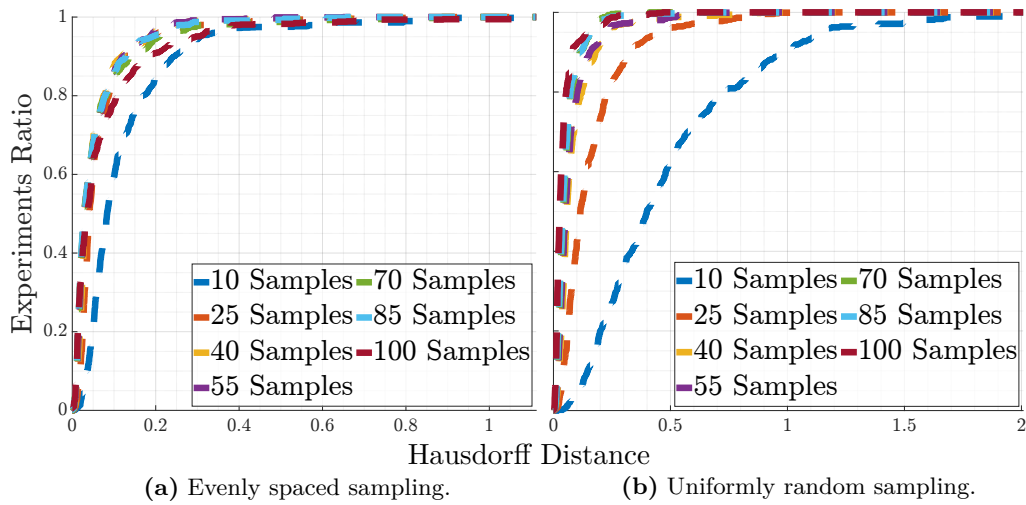 Experiments Ratio
1
0.8
0.6
0.4
0.2
0
0 0.2 0.4 0.6 0.8 1
10 Samples 70 Samples
25 Samples 85 Samples
40 Samples 100 Samples
55 Samples
0 0.5 1 1.5 2
10 Samples 70 Samples
25 Samples 85 Samples
40 Samples 100 Samples
55 Samples
Hausdorff Distance
(a) Evenly spaced sampling.
(b) Uniformly random sampling.